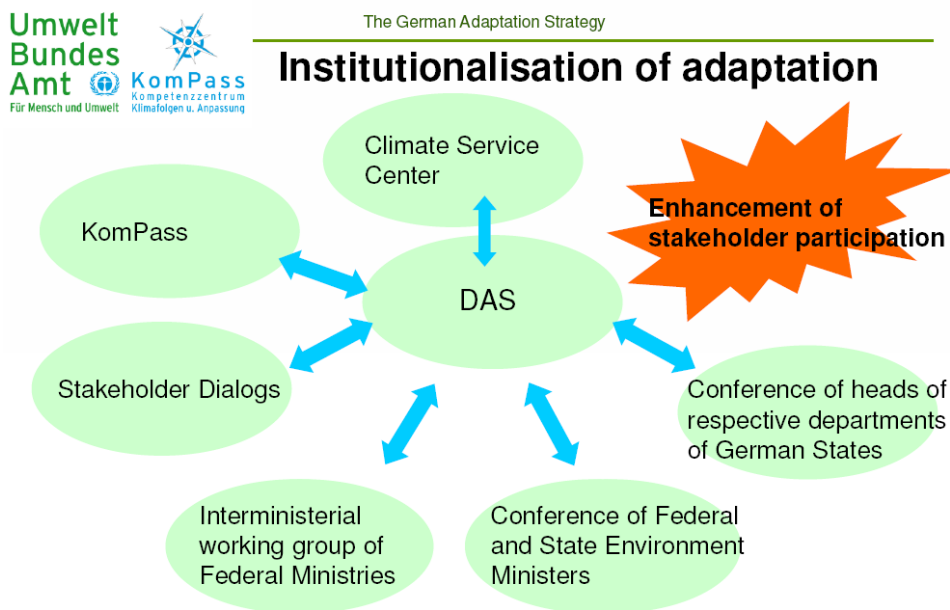 Umwelt
Bundes
Amt
Für Mensch und Umwelt
KomPass
Kompetenzzentrum
Klimafolgen u. Anpassung
The German Adaptation Strategy
Institutionalisation of adaptation
Climate Service
Center
KomPass
Enhancement of
stakeholder participation
DAS
Stakeholder Dialogs
Conference of heads of
respective departments
of German States
Interministerial
working group of
Federal Ministries
Conference of Federal
and State Environment
Ministers